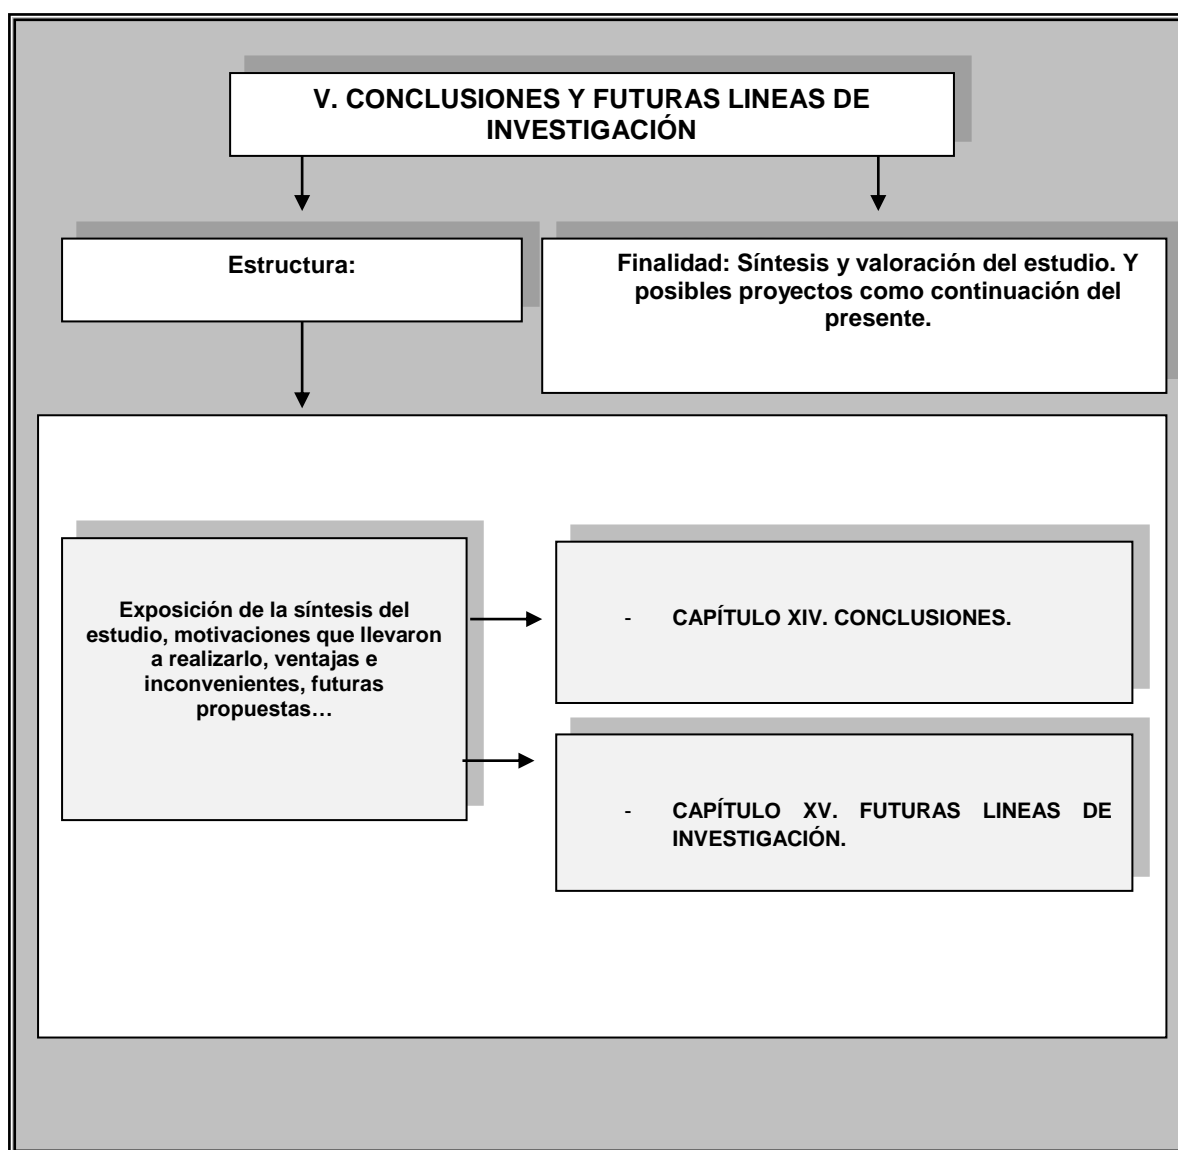 V. CONCLUSIONES Y FUTURAS LINEAS DE
INVESTIGACIÓN
Estructura:
Finalidad: Síntesis y valoración del estudio. Y
posibles proyectos como continuación del
presente.
Exposición de la síntesis del
estudio, motivaciones que llevaron
a realizarlo, ventajas e
inconvenientes, futuras
propuestas…
- CAPÍTULO XIV. CONCLUSIONES.
- CAPÍTULO XV. FUTURAS LINEAS DE
INVESTIGACIÓN.